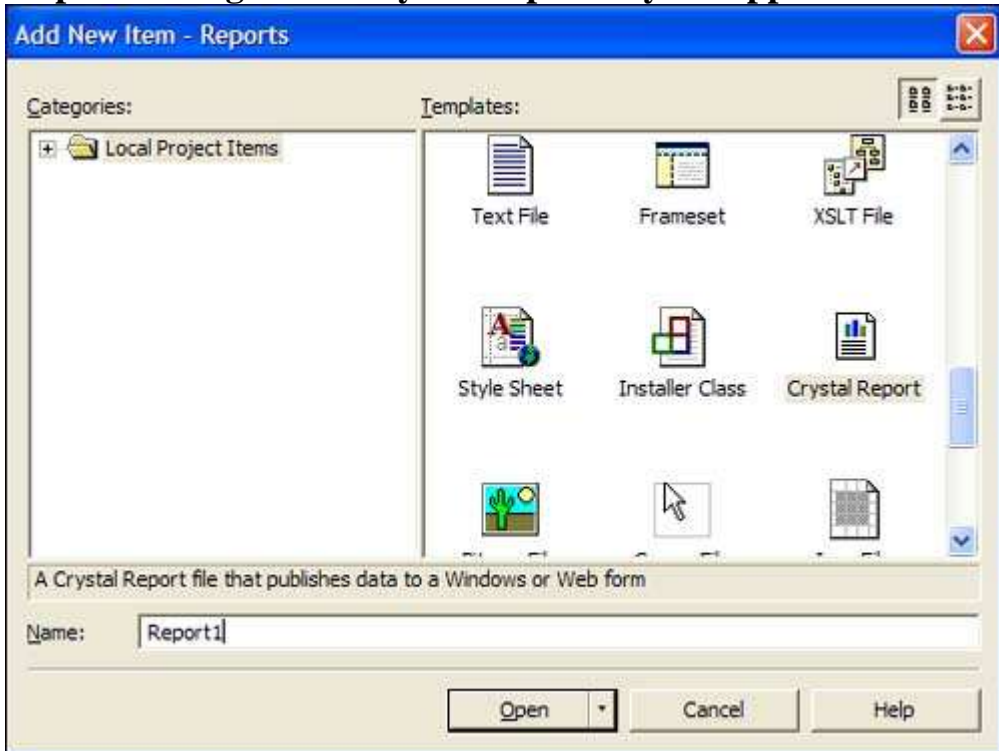 Add New Item - Reports
Categories:
Templates:
Local Project Items
Text File
Frameset
XSLT File
Style Sheet
Installer Class
Crystal Report
A Crystal Report file that publishes data to a Windows or Web form
Name:
Report1
Open
Cancel
Help